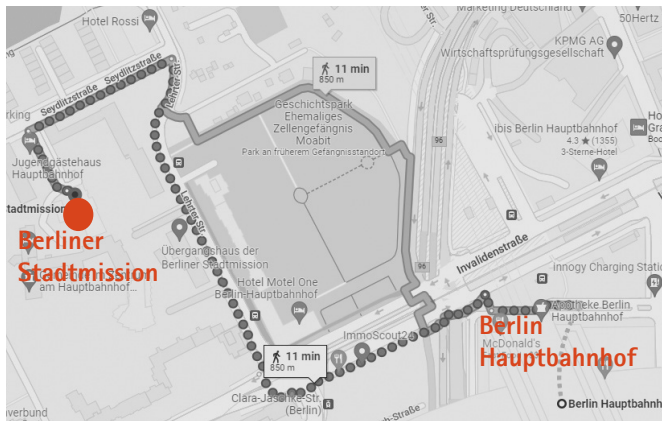 Marketing Deutschland
50Hertz
Hotel Rossi
KPMG AG
Wirtschaftsprüfungsgesellschaft
Seydlitzstraße
Seydlitzstraße
Lehrter Str.
11 min
850 m
Geschichtspark
Ehemaliges
Zellengefängnis
Moabit
Park an früherem Gefängnisstandort
96
ibis Berlin Hauptbahnhof
4.3 ★ (1355)
3-Sterne-Hotel
Jugendgästehaus
Hauptbahnhof
Lehrter Str.
Berliner
Stadtmission
am Hauptbahnhof...
Übergangshaus der
Berliner Stadtmission
Invalidenstraße
96
innogy Charging Stati
Hotel Motel One
Berlin-Hauptbahnhof
Apotheke Berlin
Hauptbahnhof
Berlin
Hauptbahnhof
McDonald's
ImmoScout24
11 min
850 m
Clara-Jaschke-Str.
(Berlin)
Berlin Hauptbahnh